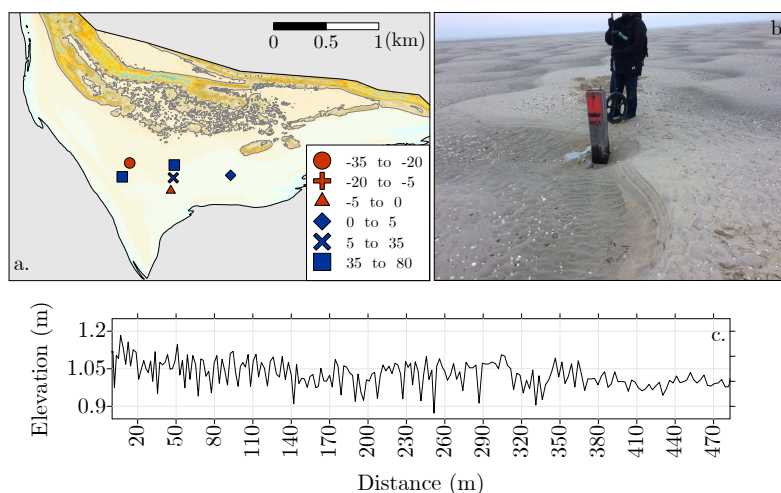 0 0.5 1 (km)
b
-35 to -20
-20 to -5
-5 to 0
0 to 5
5 to 35
35 to 80
a.
c.
Elevation (m)
1.2
1.05
0.9
20 50 80 110 140 170 200 230 260 290 320 350 380 410 440 470
Distance (m)